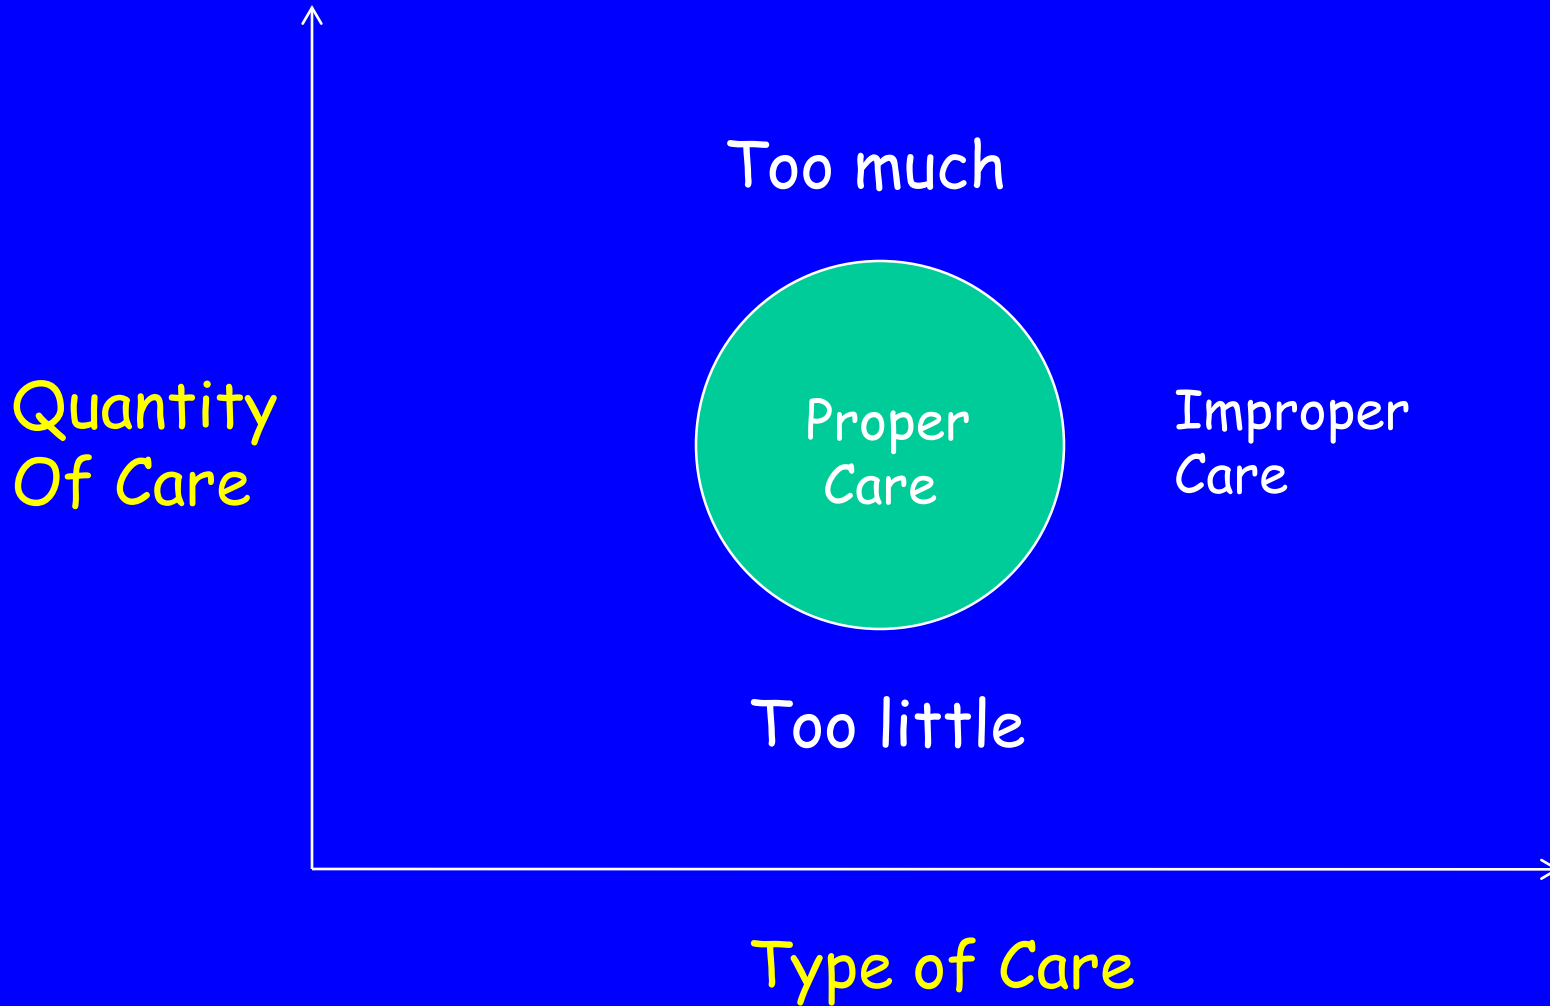 Too much
Quantity
Of Care
Proper
Care
Improper
Care
Too little
Type of Care